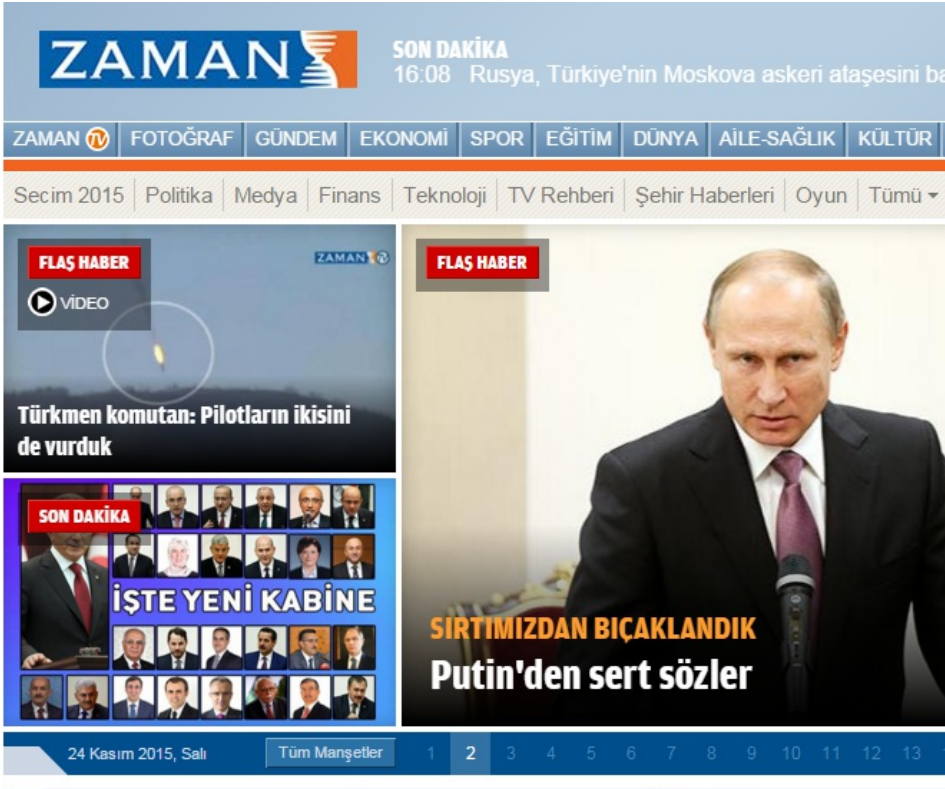 ZAMAN
SON DAKİKA
16:08 Rusya, Türkiye'nin Moskova askeri ataşesini
ZAMAN TV FOTOĞRAF GÜNDEM EKONOMİ SPOR EĞİTİM DÜNYA AİLE-SAĞLIK KÜLTÜR
Secim 2015 Politika Medya Finans Teknoloji TV Rehberi Şehir Haberleri Oyun Tümü
FLAŞ HABER
ZAMAN TV
VİDEO
Türkmen komutan: Pilotların ikisini
de vurduk
FLAŞ HABER
SIRTIMIZDAN BIÇAKLANDIK
Putin'den sert sözler
SON DAKİKA
İŞTE YENİ KABİNE
24 Kasım 2015, Salı Tüm Manşetler 1 2 3 4 5 6 7 8 9 10 11 12 13